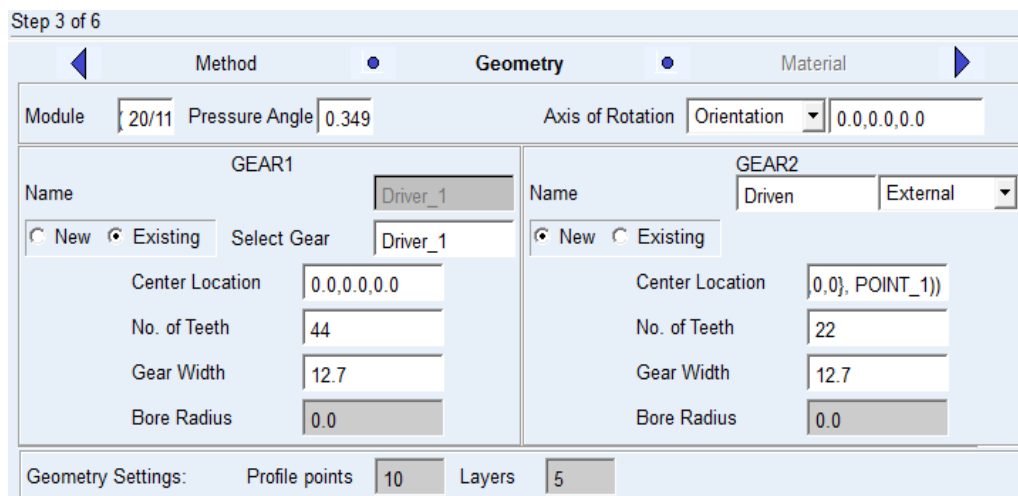 Step 3 of 6
Method Geometry Material
Module ( 20/11 Pressure Angle 0.349 Axis of Rotation Orientation 0.0,0.0,0.0
GEAR1 GEAR2
Name Driver_1 Name Driven External
New Existing Select Gear Driver_1 New Existing
Center Location 0.0,0.0,0.0 Center Location ,0,0}, POINT_1))
No. of Teeth 44 No. of Teeth 22
Gear Width 12.7 Gear Width 12.7
Bore Radius 0.0 Bore Radius 0.0
Geometry Settings: Profile points 10 Layers 5